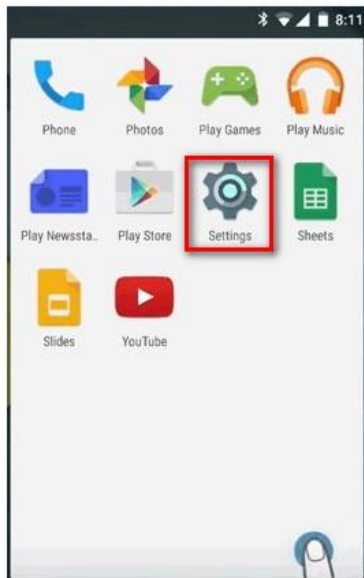 8:11
Phone
Photos
Play Games
Play Music
Play Newssta..
Play Store
Settings
Sheets
Slides
YouTube